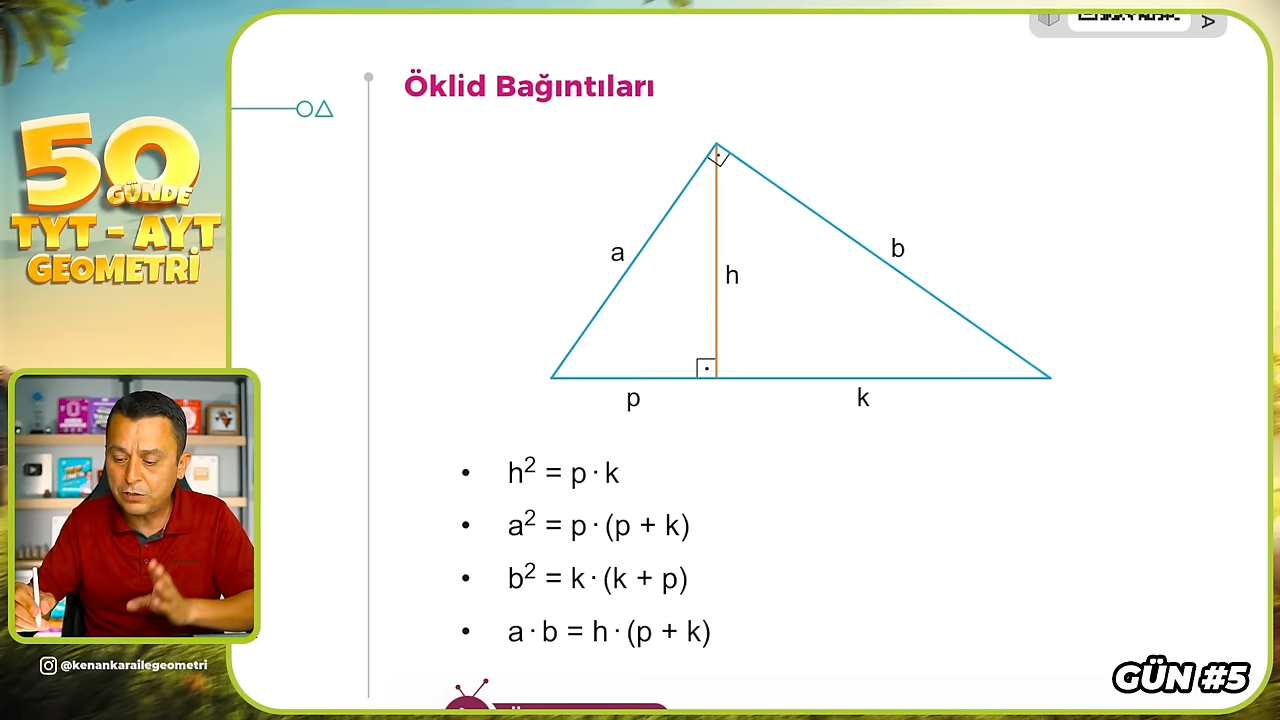 50
GÜNDE
TYT - AYT
GEOMETRİ
@kenankarailegeometri
Öklid Bağıntıları
a
b
h
p
k
• h² = p · k
• a² = p · (p + k)
• b² = k · (k + p)
• a · b = h · (p + k)
GÜN #5
A